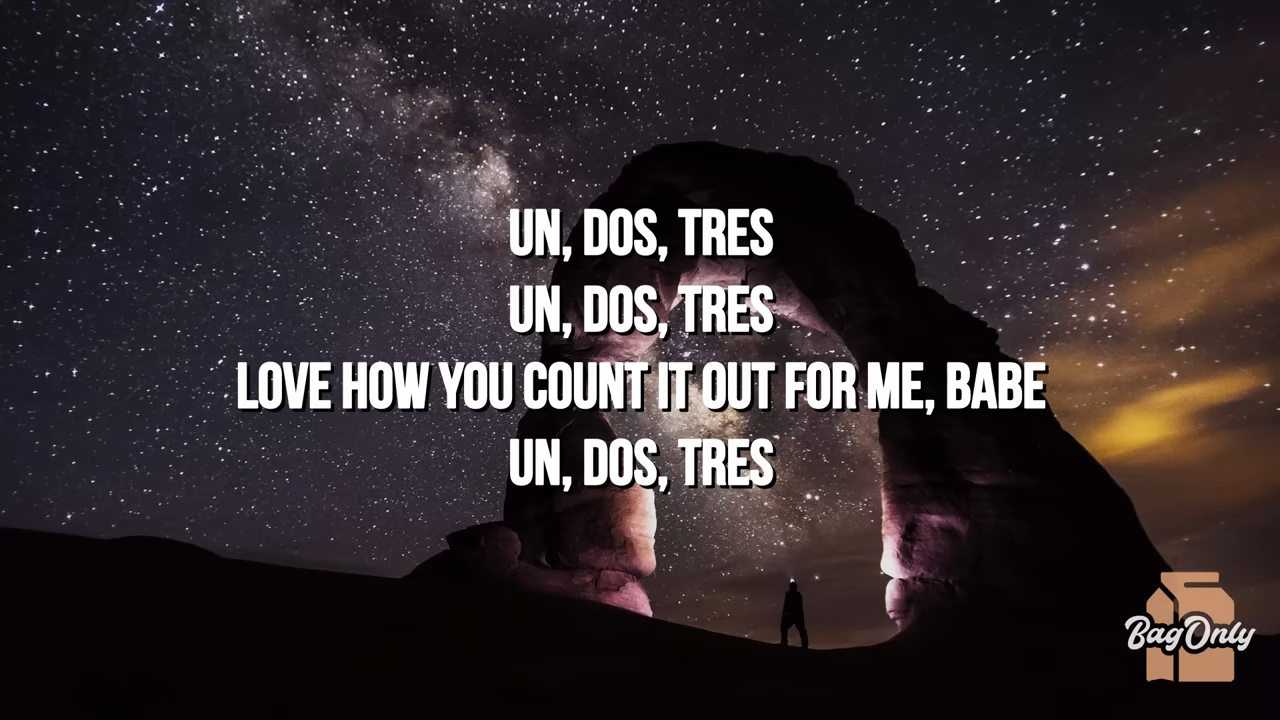 UN, DOS, TRES
UN, DOS, TRES
LOVE HOW YOU COUNT IT OUT FOR ME, BABE
UN, DOS, TRES
BagOnly